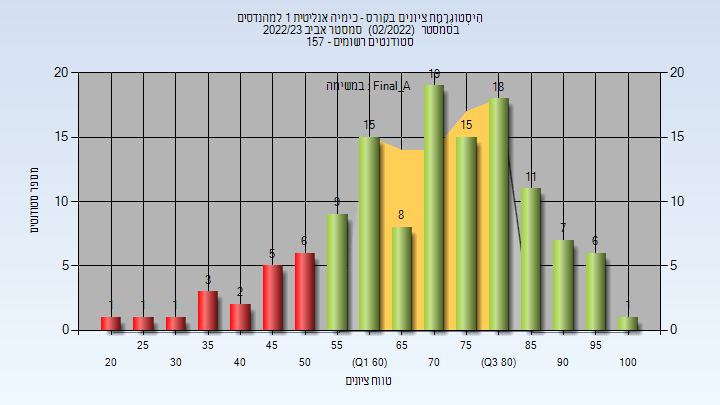 היסטוגרמת ציונים בקורס - כימיה אנליטית 1 למהנדסים
בסמסטר (02/2022) סמסטר אביב 2022/23
סטודנטים רשומים - 157
במשימה : Final_A
מספר סטודנטים
20 15 10 5 0
20 15 10 5 0
1 1 1 3 2 5 6 9 15 8 19 15 18 11 7 6 1
25 35 45 55 65 75 85 95
20 30 40 50 (Q1 60) 70 (Q3 80) 90 100
טווח ציונים